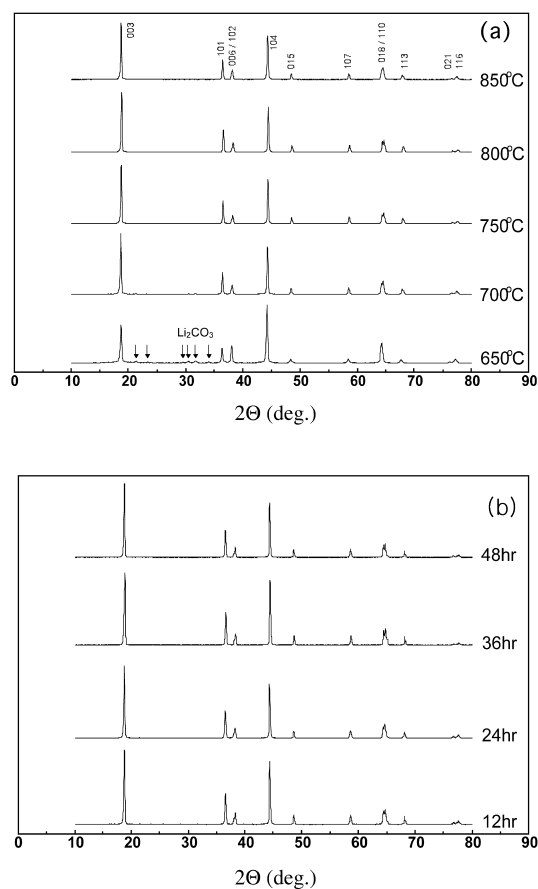 (a)
003
101
006 / 102
104
015
107
018 / 110
113
021
116
850°C
800°C
750°C
700°C
Li₂CO₃
650°C
0 10 20 30 40 50 60 70 80 90
2Θ (deg.)
(b)
48hr
36hr
24hr
12hr
0 10 20 30 40 50 60 70 80 90
2Θ (deg.)